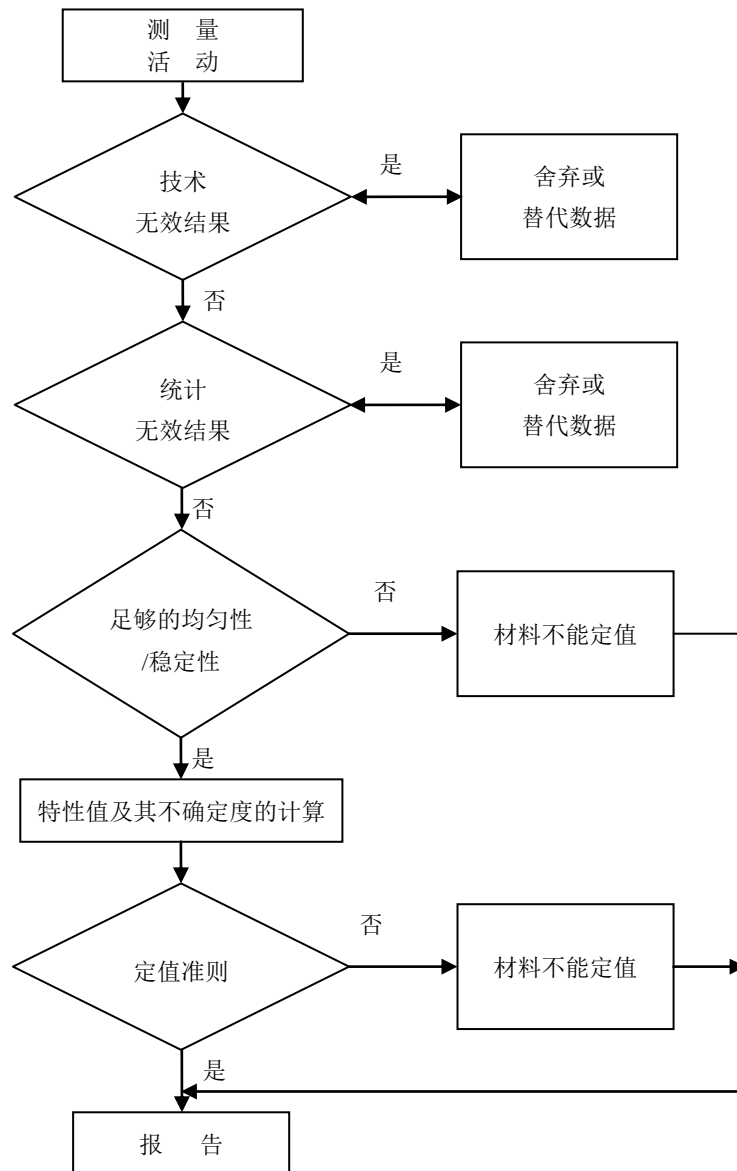 测 量
活 动
技术
无效结果
是
舍弃或
替代数据
否
统计
无效结果
是
舍弃或
替代数据
否
足够的均匀性
/稳定性
否
材料不能定值
是
特性值及其不确定度的计算
定值准则
否
材料不能定值
是
报 告